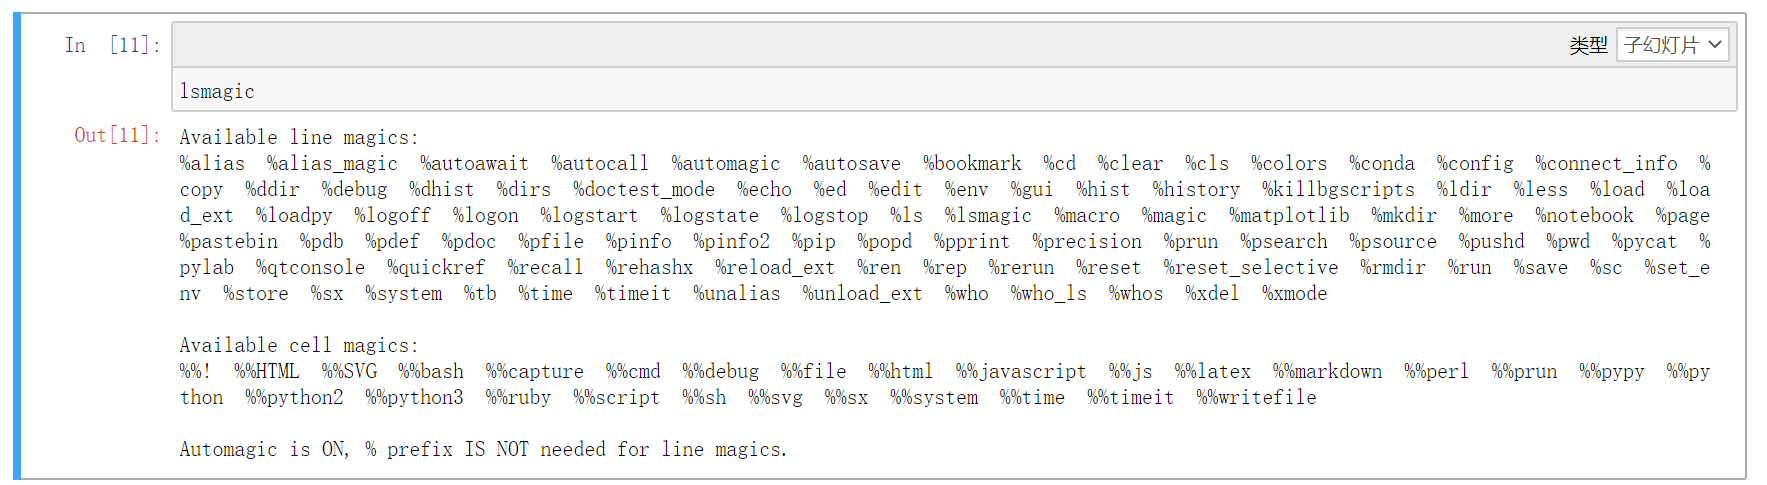 In [11]:
类型 子幻灯片
lsmagic
Out[11]:
Available line magics:
%alias %alias_magic %autoawait %autocall %automagic %autosave %bookmark %cd %clear %cls %colors %conda %config %connect_info %
copy %ddir %debug %dhist %dirs %doctest_mode %echo %ed %edit %env %gui %hist %history %killbgscripts %ldir %less %load %loa
d_ext %loadpy %logoff %logon %logstart %logstate %logstop %ls %lsmagic %macro %magic %matplotlib %mkdir %more %notebook %page
%pastebin %pdb %pdef %pdoc %pfile %pinfo %pinfo2 %pip %popd %pprint %precision %prun %psearch %psource %pushd %pwd %pycat %
pylab %qtconsole %quickref %recall %rehashx %reload_ext %ren %rep %rerun %reset %reset_selective %rmdir %run %save %sc %set_e
nv %store %sx %system %tb %time %timeit %unalias %unload_ext %who %who_ls %whos %xdel %xmode
Available cell magics:
%%! %%HTML %%SVG %%bash %%capture %%cmd %%debug %%file %%html %%javascript %%js %%latex %%markdown %%perl %%prun %%pypy %%py
thon %%python2 %%python3 %%ruby %%script %%sh %%svg %%sx %%system %%time %%timeit %%writefile
Automagic is ON, % prefix IS NOT needed for line magics.